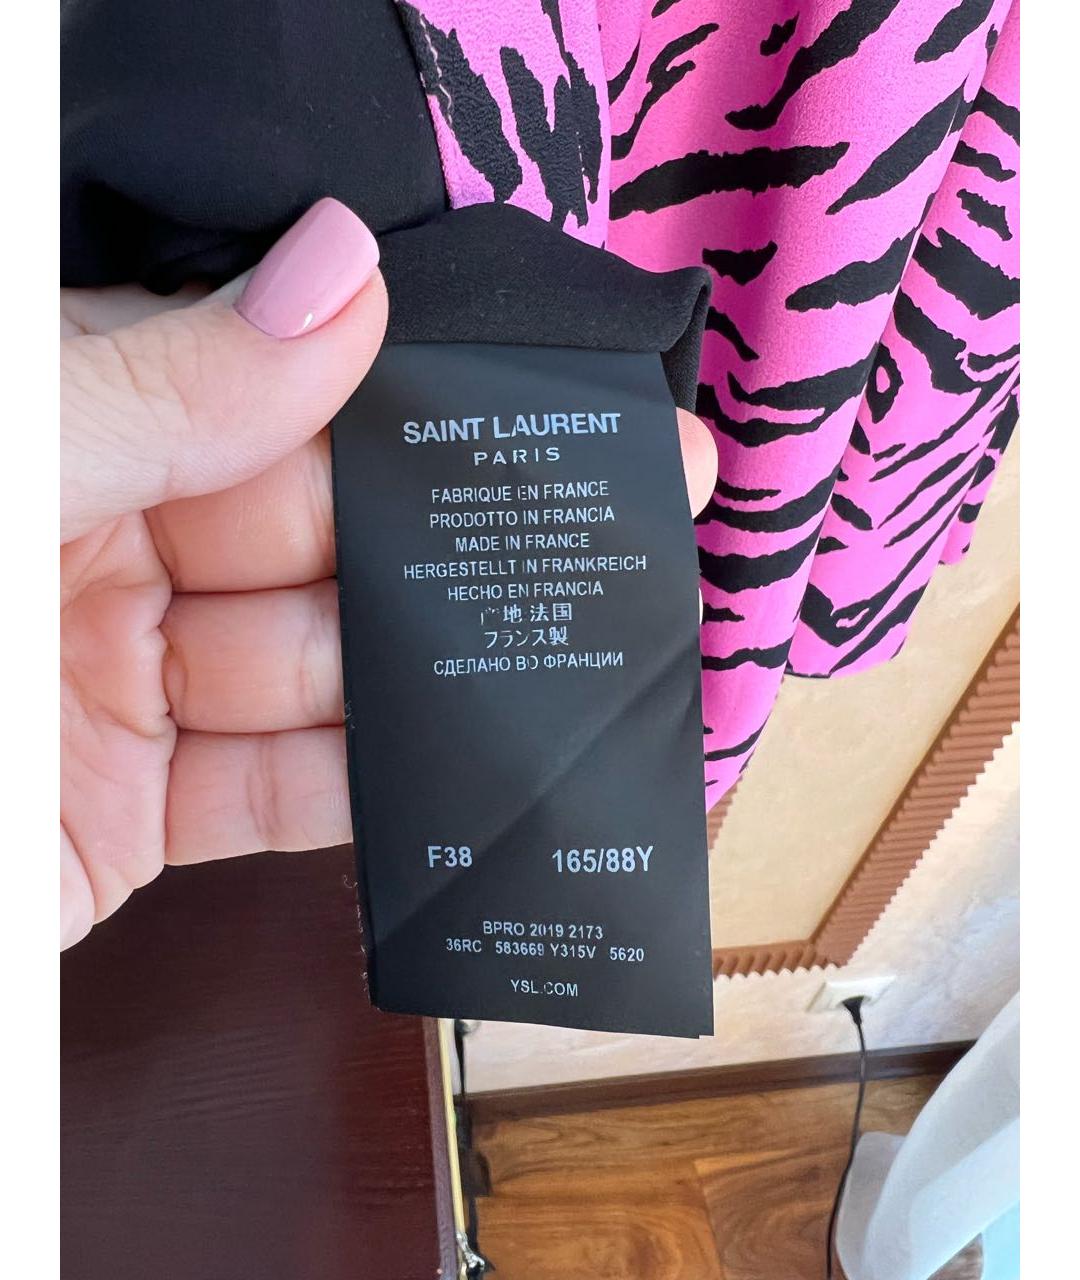 SAINT LAURENT
PARIS
FABRIQUE EN FRANCE
PRODOTTO IN FRANCIA
MADE IN FRANCE
HERGESTELLT IN FRANKREICH
HECHO EN FRANCIA
产地 法国
フランス製
СДЕЛАНО ВО ФРАНЦИИ
F38 165/88Y
BPRO 2019 2173
36RC 583669 Y315V 5620
YSL.COM